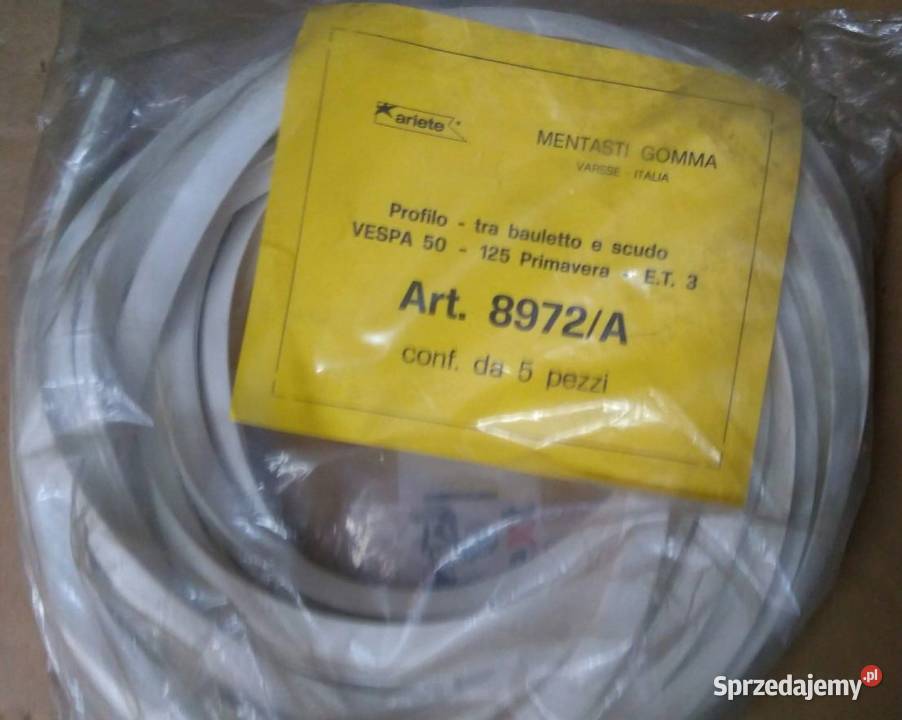 ariete
MENTASTI GOMMA
VARESE - ITALIA
Profilo - tra bauletto e scudo
VESPA 50 - 125 Primavera - E.T. 3
Art. 8972/A
conf. da 5 pezzi
Sprzedajemy.pl